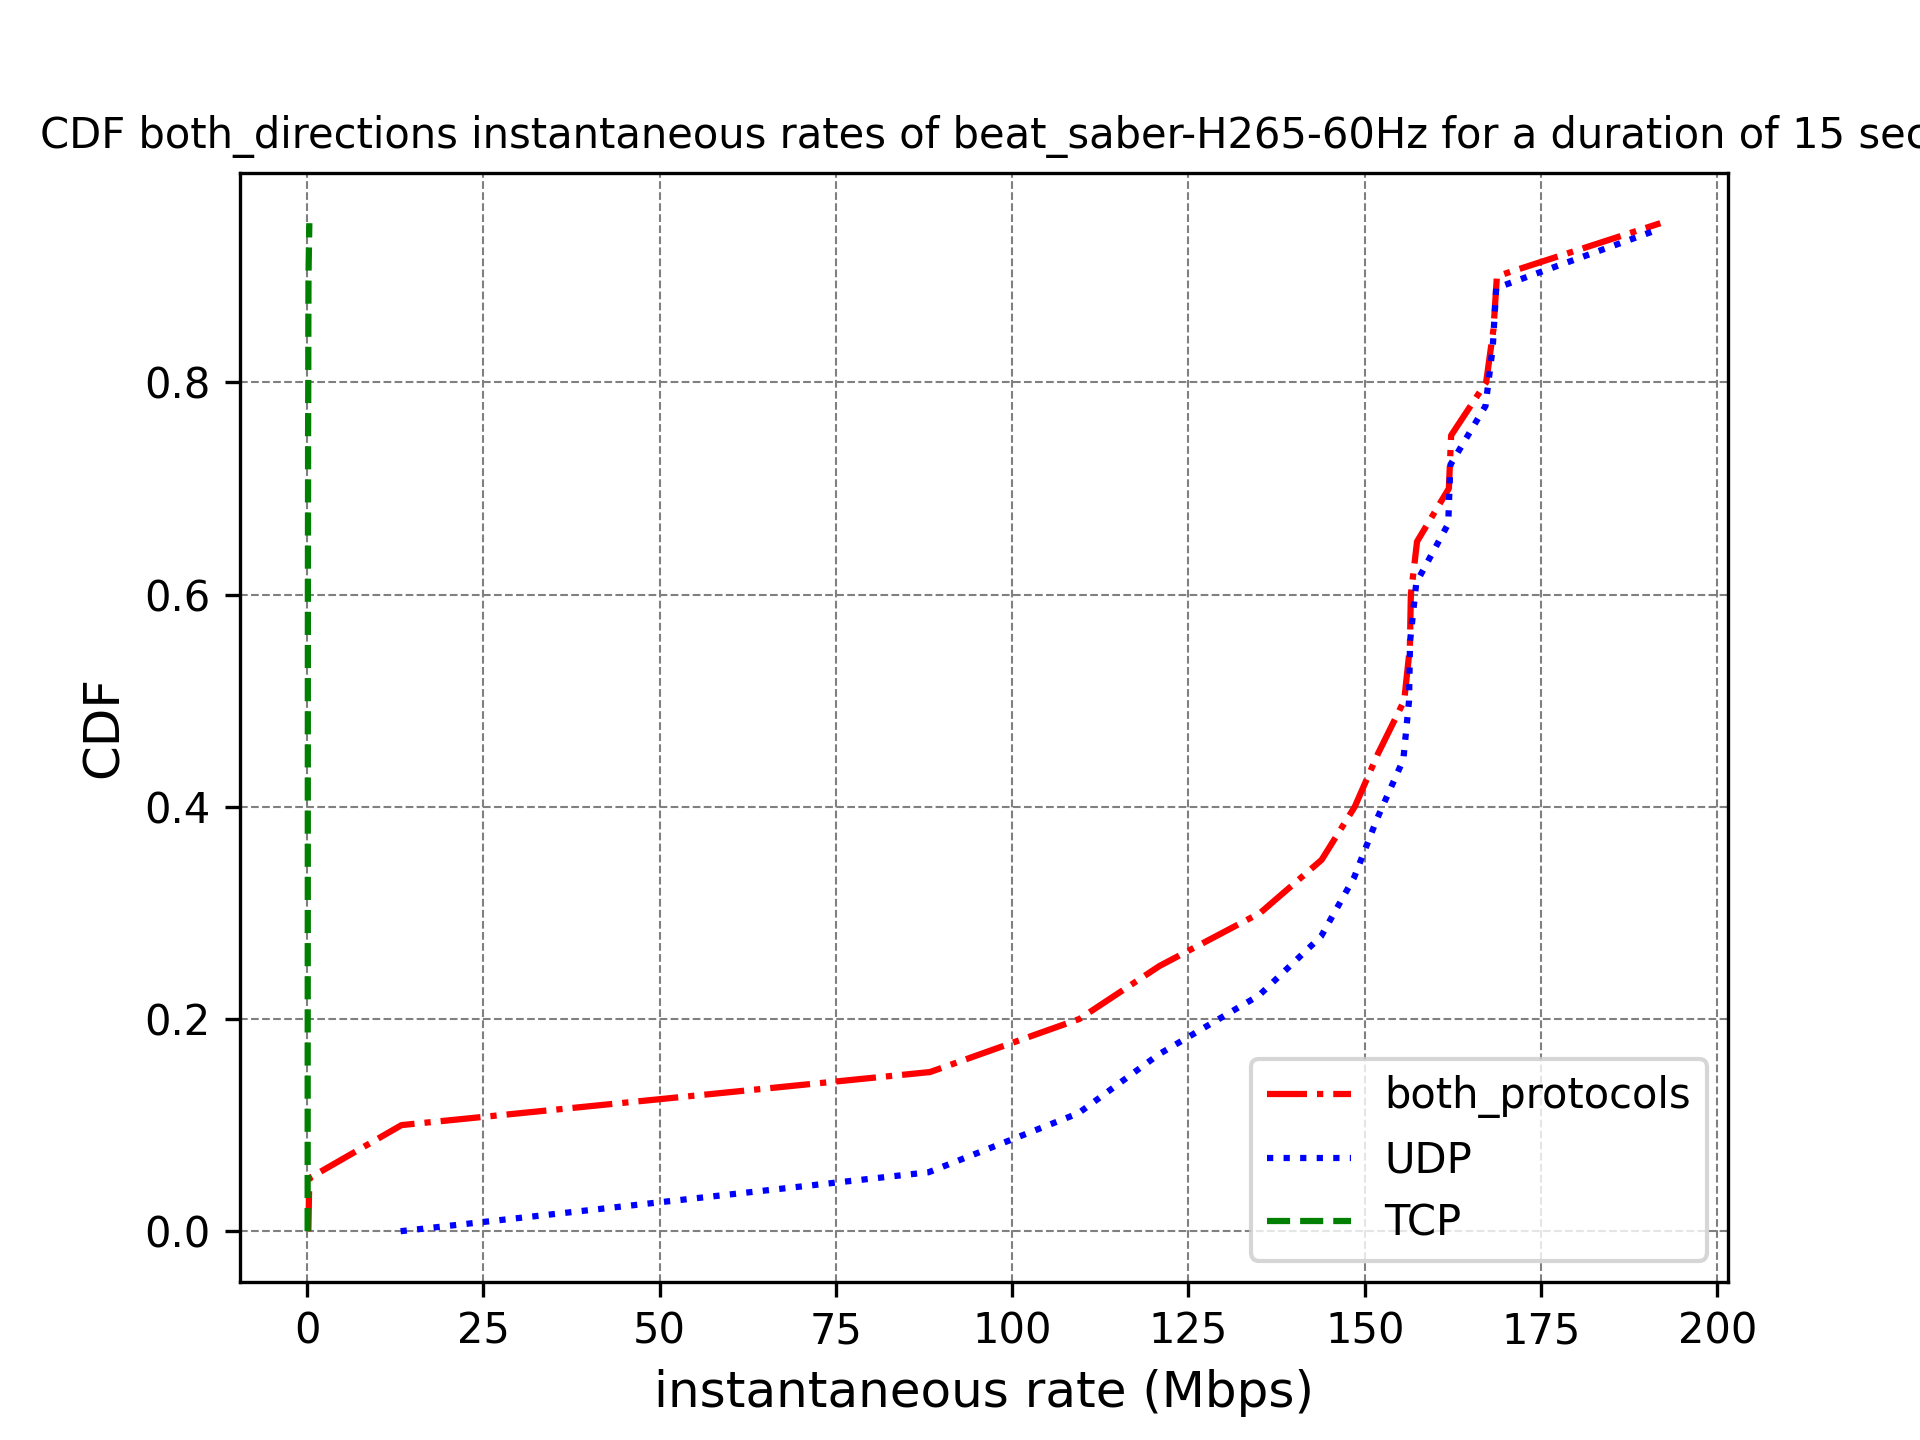 CDF both_directions instantaneous rates of beat_saber-H265-60Hz for a duration of 15 sec
0.8
0.6
0.4
0.2
0.0
CDF
both_protocols
UDP
TCP
0 25 50 75 100 125 150 175 200
instantaneous rate (Mbps)